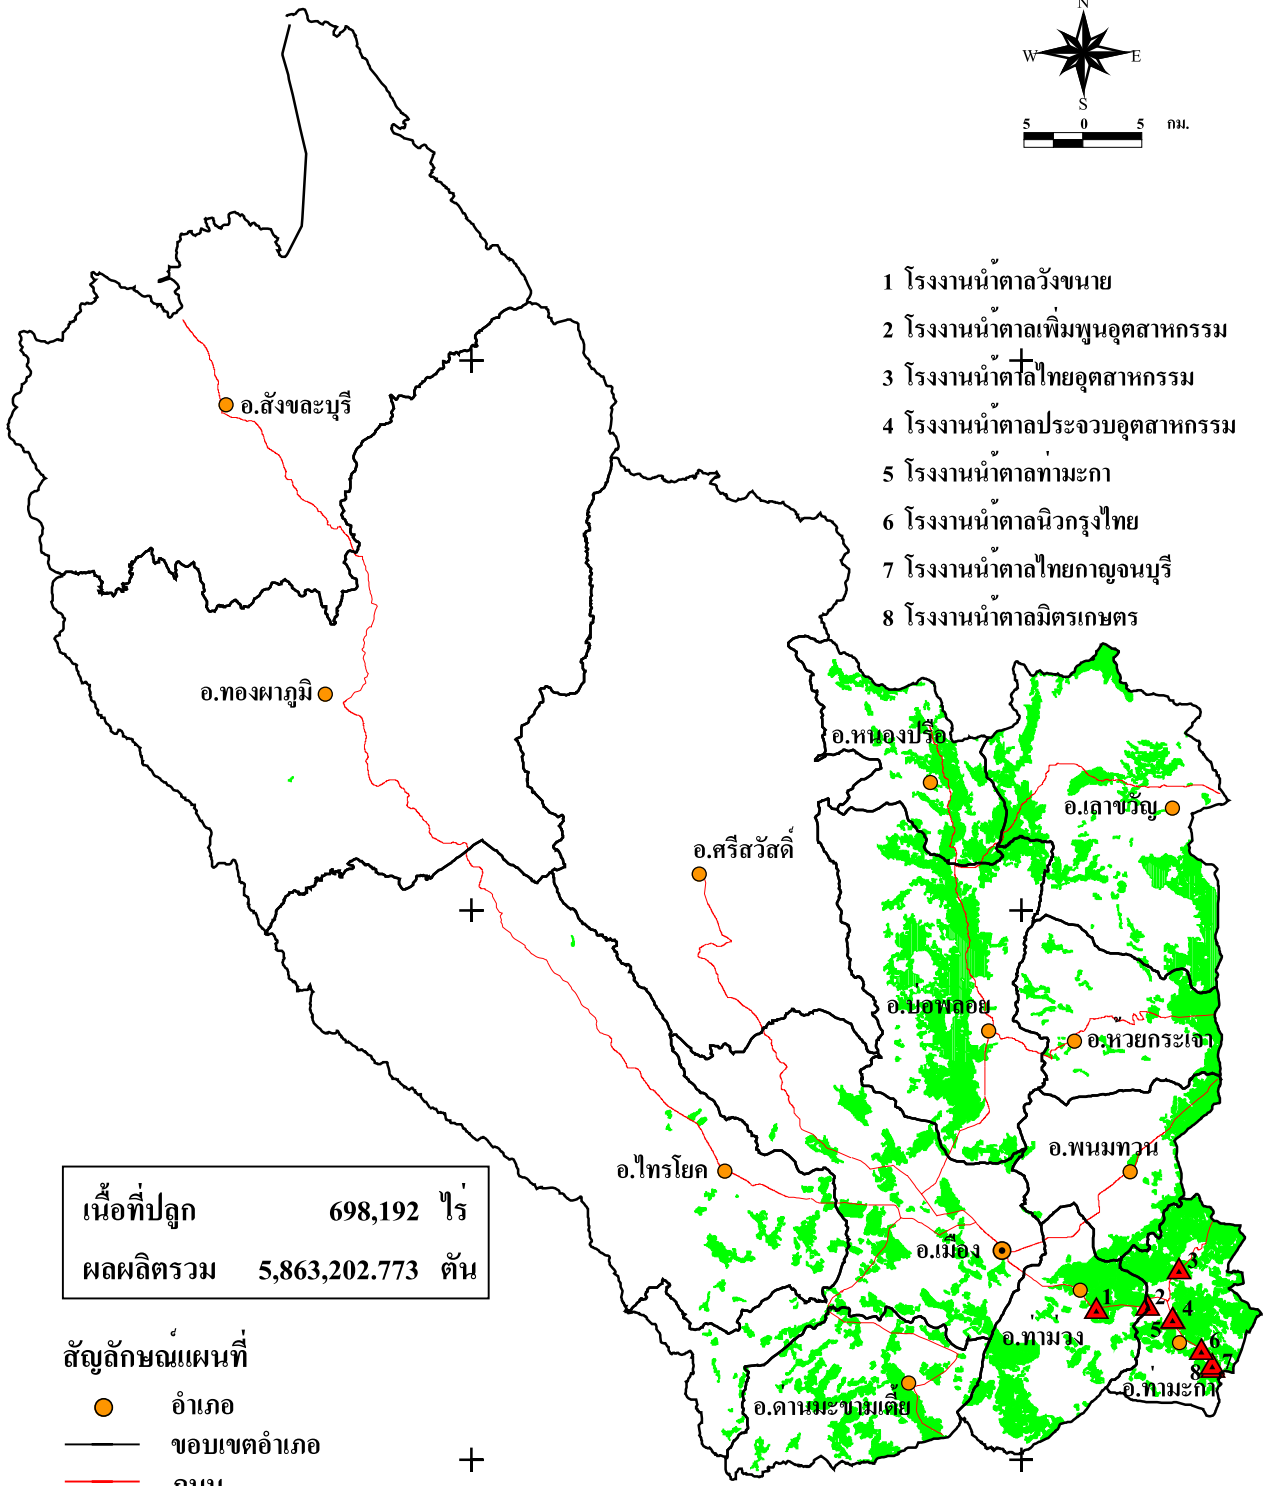 N
W E
S
5 0 5 กม.
1 โรงงานน้ำตาลวังขนาย
2 โรงงานน้ำตาลเพิ่มพูนอุตสาหกรรม
3 โรงงานน้ำตาลไทยอุตสาหกรรม
4 โรงงานน้ำตาลประจวบอุตสาหกรรม
5 โรงงานน้ำตาลท่ามะกา
6 โรงงานน้ำตาลนิวกรุงไทย
7 โรงงานน้ำตาลไทยกาญจนบุรี
8 โรงงานน้ำตาลมิตรเกษตร
อ.สังขละบุรี
อ.ทองผาภูมิ
อ.หนองปรือ
อ.เลาขวัญ
อ.ศรีสวัสดิ์
อ.บ่อพลอย
อ.ห้วยกระเจา
อ.พนมทวน
อ.ไทรโยค
อ.เมือง
3
1
2
4
5
อ.ท่าม่วง
6
7
8
อ.ท่ามะกา
อ.ด่านมะขามเตี้ย
เนื้อที่ปลูก 698,192 ไร่
ผลผลิตรวม 5,863,202.773 ตัน
สัญลักษณ์แผนที่
อำเภอ
ขอบเขตอำเภอ
ถนน